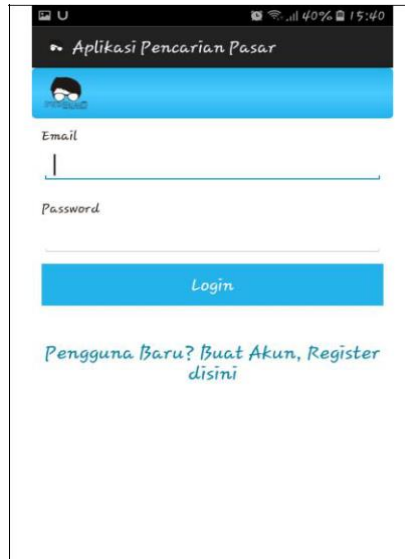 U 40% 15:40
Aplikasi Pencarian Pasar
Email
Password
Login
Pengguna Baru? Buat Akun, Register
disini